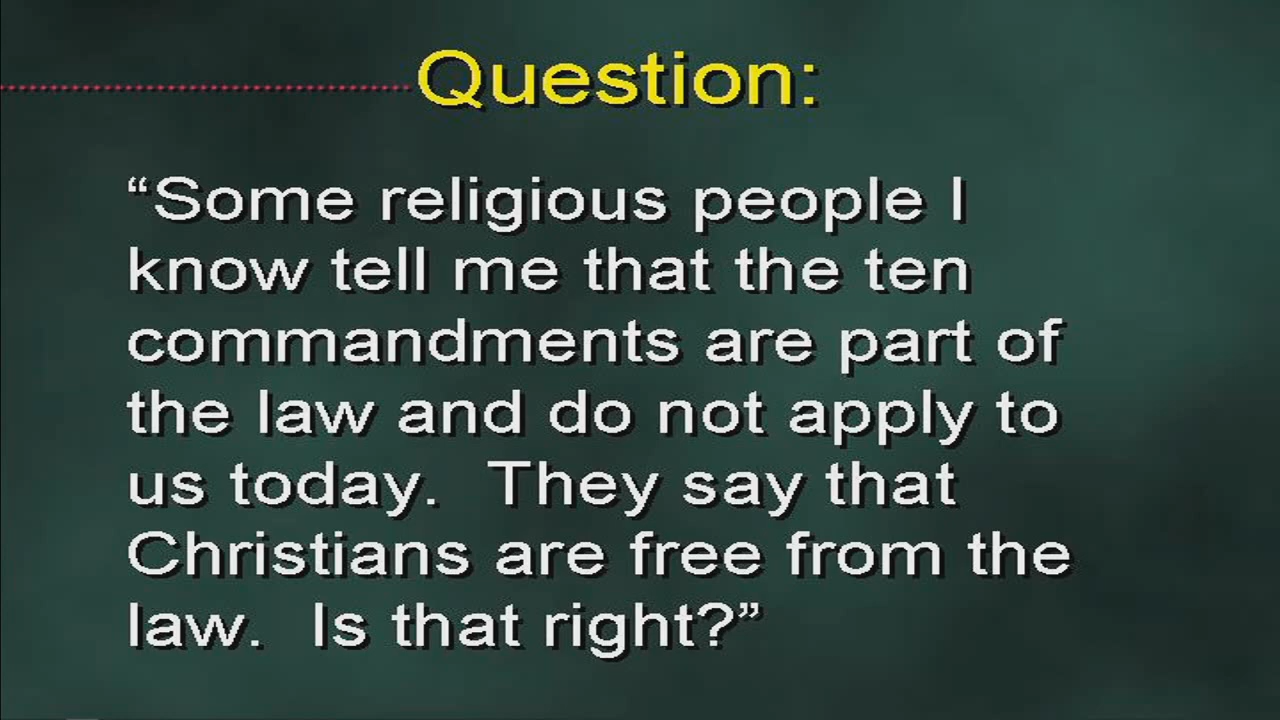 Question:
“Some religious people I
know tell me that the ten
commandments are part of
the law and do not apply to
us today.  They say that
Christians are free from the
law.  Is that right?”